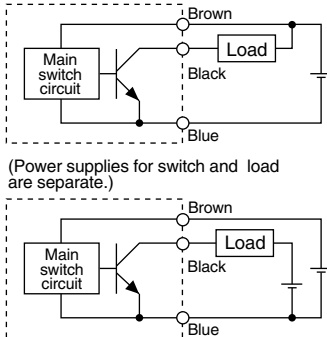 Brown
Main
switch
circuit
Load
Black
Blue
(Power supplies for switch and load
are separate.)
Brown
Main
switch
circuit
Load
Black
Blue